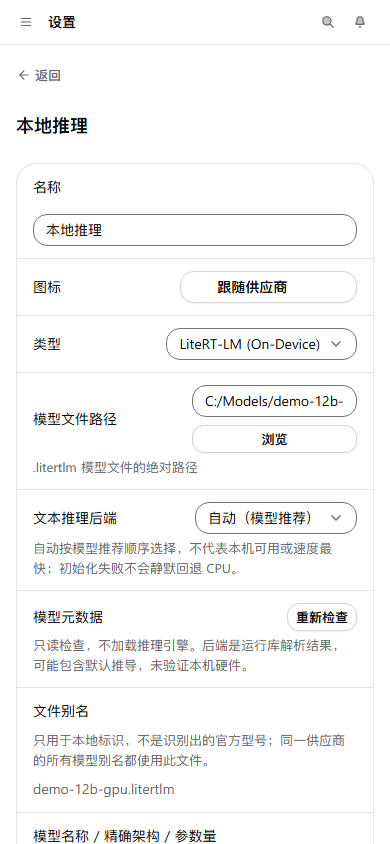 设置
返回
本地推理
名称
本地推理
图标
跟随供应商
类型
LiteRT-LM (On-Device)
模型文件路径
C:/Models/demo-12b-
浏览
.litertlm 模型文件的绝对路径
文本推理后端
自动（模型推荐）
自动按模型推荐顺序选择，不代表本机可用或速度最
快；初始化失败不会静默回退 CPU。
模型元数据
重新检查
只读检查，不加载推理引擎。后端是运行库解析结果，
可能包含默认推导，未验证本机硬件。
文件别名
只用于本地标识，不是识别出的官方型号；同一供应商
的所有模型别名都使用此文件。
demo-12b-gpu.litertlm
模型名称 / 精确架构 / 参数量